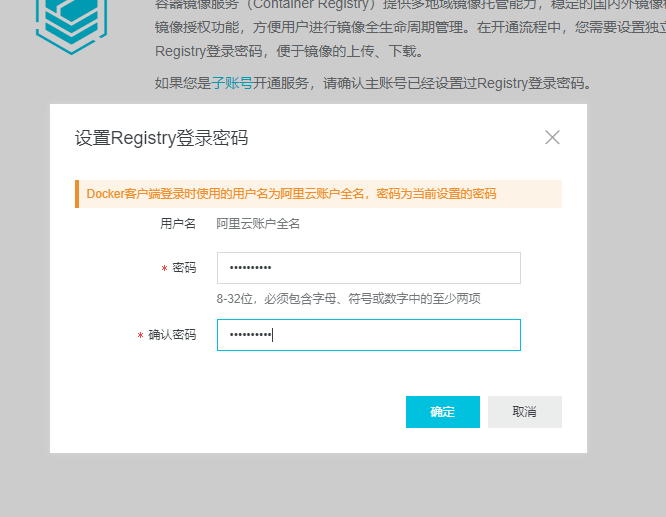 容器镜像服务（Container Registry）提供多地域镜像托管能力，稳定的国内外镜像
镜像授权功能，方便用户进行镜像全生命周期管理。在开通流程中，您需要设置独立
Registry登录密码，便于镜像的上传、下载。
如果您是子账号开通服务，请确认主账号已经设置过Registry登录密码。
设置Registry登录密码
Docker客户端登录时使用的用户名为阿里云账户全名，密码为当前设置的密码
用户名 阿里云账户全名
* 密码 ••••••••••
8-32位，必须包含字母、符号或数字中的至少两项
* 确认密码 ••••••••••
确定 取消